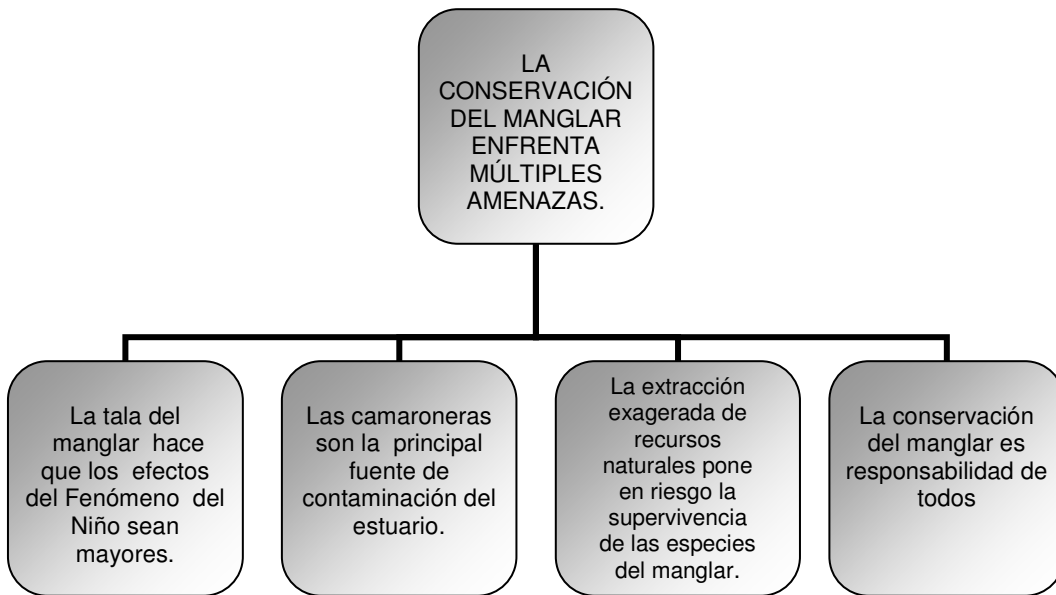 LA
CONSERVACIÓN
DEL MANGLAR
ENFRENTA
MÚLTIPLES
AMENAZAS.
La tala del
manglar hace
que los efectos
del Fenómeno del
Niño sean
mayores.
Las camaroneras
son la principal
fuente de
contaminación del
estuario.
La extracción
exagerada de
recursos
naturales pone
en riesgo la
supervivencia
de las especies
del manglar.
La conservación
del manglar es
responsabilidad de
todos